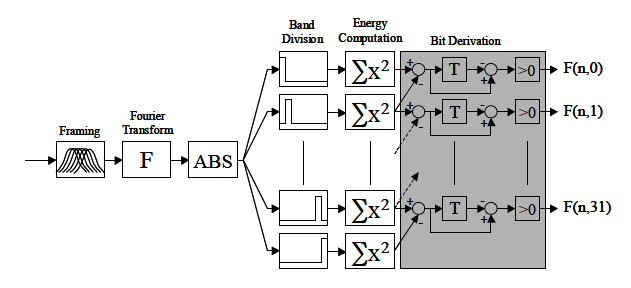 Band
Division
Energy
Computation
Bit Derivation
Framing
Fourier
Transform
F
ABS
∑x²
+
-
T
-
+
>0
F(n,0)
∑x²
+
-
T
-
+
>0
F(n,1)
∑x²
+
-
T
-
+
>0
F(n,31)
∑x²